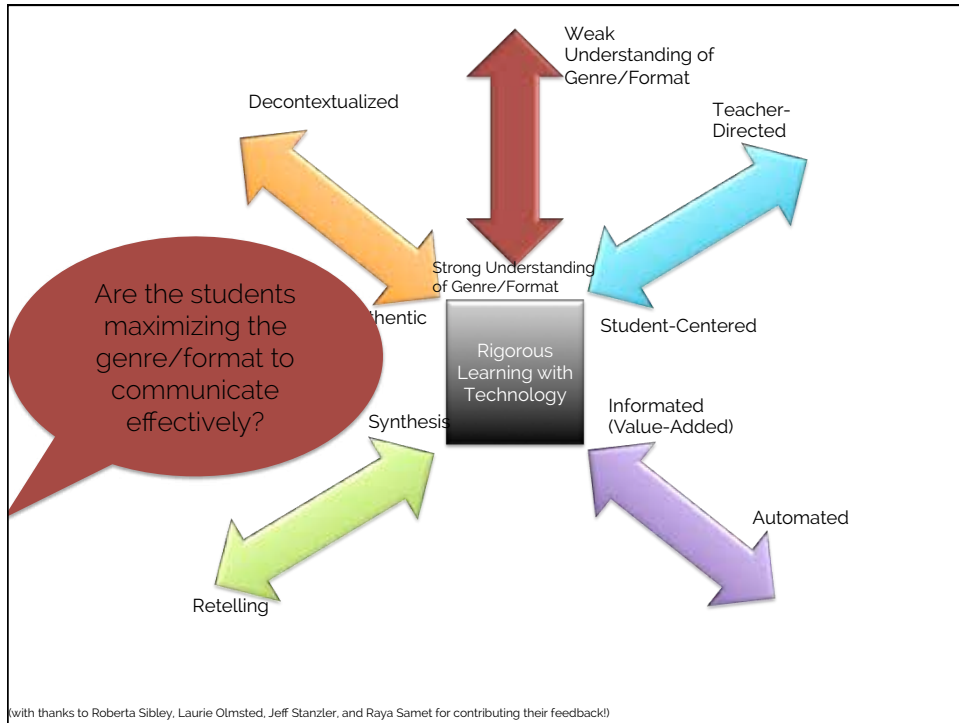 Weak
Understanding of
Genre/Format
Decontextualized
Teacher-
Directed
Strong Understanding
of Genre/Format
Are the students
maximizing the
genre/format to
communicate
effectively?
thentic
Student-Centered
Rigorous
Learning with
Technology
Synthesis
Informated
(Value-Added)
Automated
Retelling
(with thanks to Roberta Sibley, Laurie Olmsted, Jeff Stanzler, and Raya Samet for contributing their feedback!)